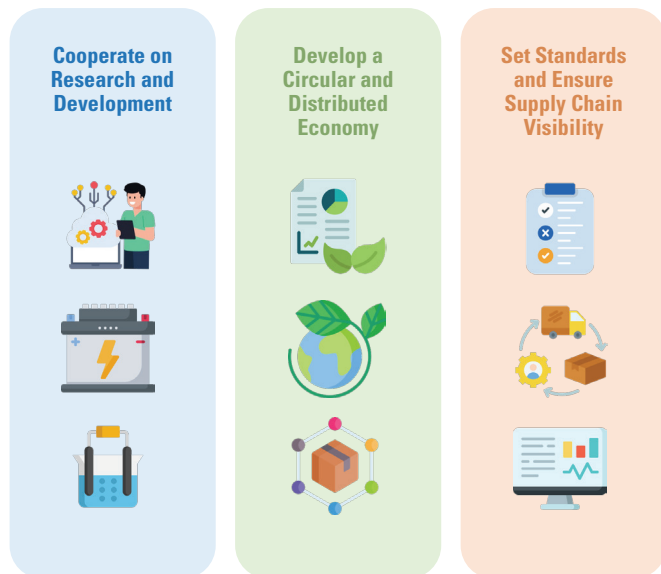 Cooperate on
Research and
Development
Develop a
Circular and
Distributed
Economy
Set Standards
and Ensure
Supply Chain
Visibility